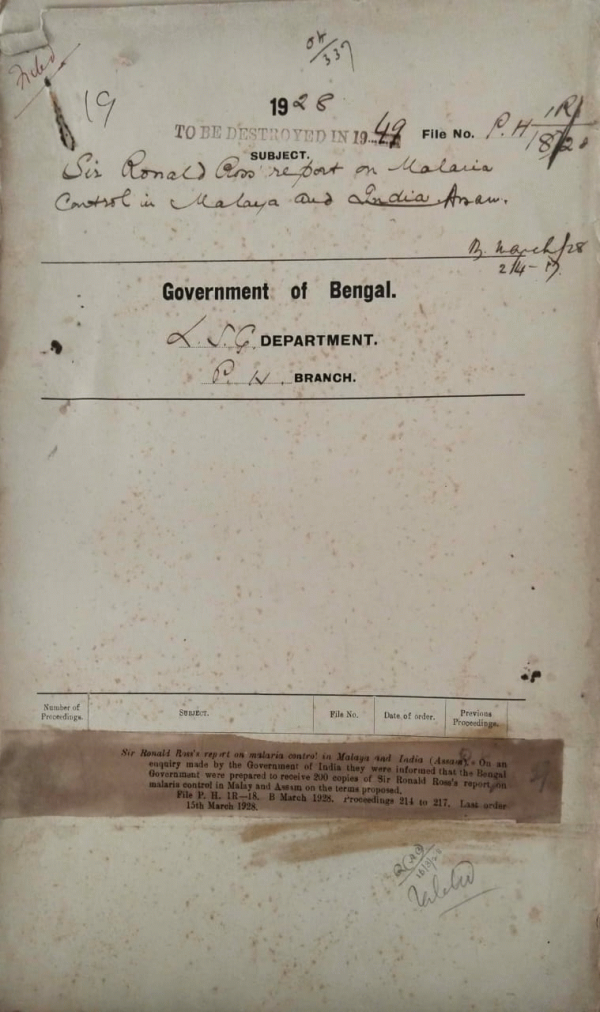 Filed
19
1928
TO BE DESTROYED IN 1949 File No. P. H 1R/18
SUBJECT.
Sir Ronald Ross' report on Malaria
Control in Malaya and India Assam.
B. March/28
214-17
Government of Bengal.
L. S. G. DEPARTMENT.
P. H. BRANCH.
Number of Proceedings. SUBJECT. File No. Date of order. Previous Proceedings.
Sir Ronald Ross's report on malaria control in Malaya and India (Assam). On an
enquiry made by the Government of India they were informed that the Bengal
Government were prepared to receive 200 copies of Sir Ronald Ross's report on
malaria control in Malay and Assam on the terms proposed.
File P. H. 1R—18. B March 1928. Proceedings 214 to 217. Last order
15th March 1928.